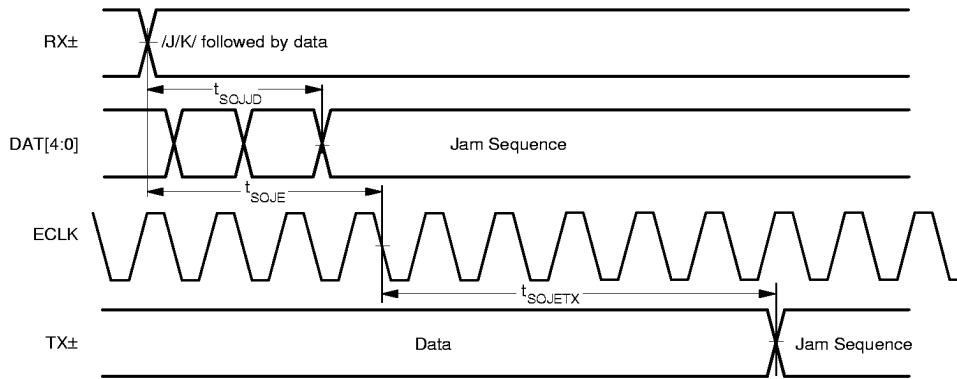 RX± /J/K/ followed by data
tSOJJD
DAT[4:0] Jam Sequence
tSOJE
ECLK
tSOJETX
TX± Data Jam Sequence